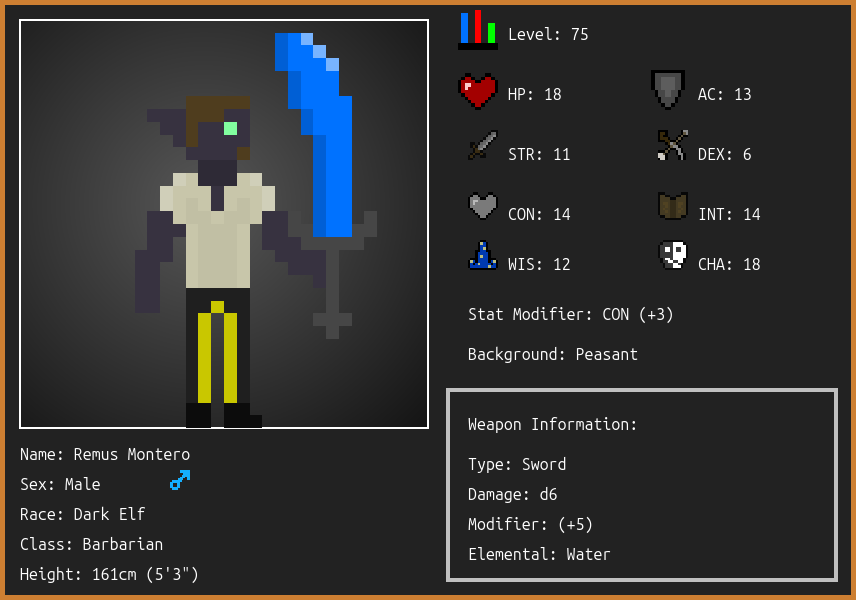 Level: 75
HP: 18
AC: 13
STR: 11
DEX: 6
CON: 14
INT: 14
WIS: 12
CHA: 18
Stat Modifier: CON (+3)
Background: Peasant
Weapon Information:
Type: Sword
Damage: d6
Modifier: (+5)
Elemental: Water
Name: Remus Montero
Sex: Male
Race: Dark Elf
Class: Barbarian
Height: 161cm (5'3")